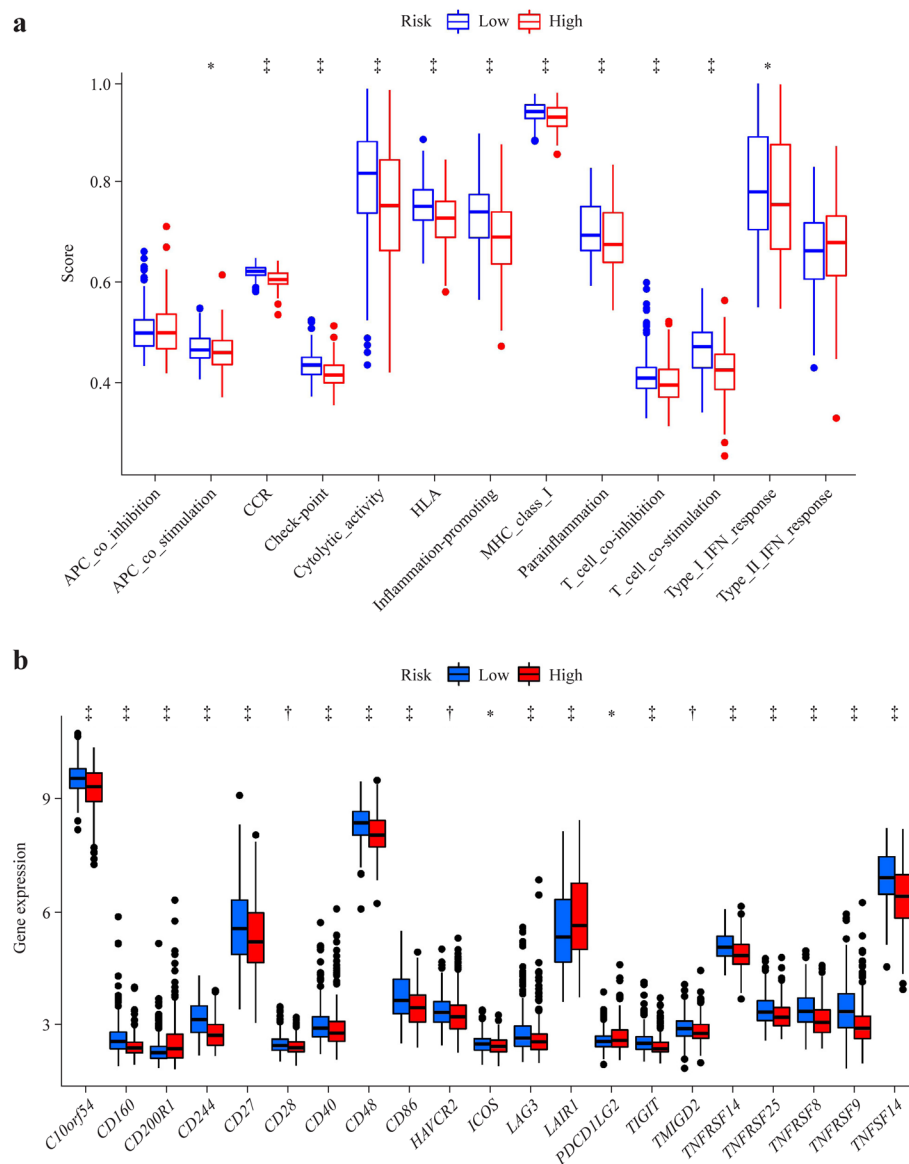 a
Risk Low High
* ‡ ‡ ‡ ‡ ‡ ‡ ‡ ‡ ‡ *
1.0
0.8
0.6
0.4
Score
APC_co_inhibition
APC_co_stimulation
CCR
Check-point
Cytolytic_activity
HLA
Inflammation-promoting
MHC_class_I
Parainflammation
T_cell_co-inhibition
T_cell_co-stimulation
Type_I_IFN_response
Type_II_IFN_response
b
Risk Low High
‡ ‡ ‡ ‡ ‡ † ‡ ‡ ‡ † * ‡ ‡ * ‡ † ‡ ‡ ‡ ‡ ‡
9
6
3
Gene expression
C10orf54
CD160
CD200R1
CD244
CD27
CD28
CD40
CD48
CD86
HAVCR2
ICOS
LAG3
LAIR1
PDCD1LG2
TIGIT
TMIGD2
TNFRSF14
TNFRSF25
TNFRSF8
TNFRSF9
TNFSF14